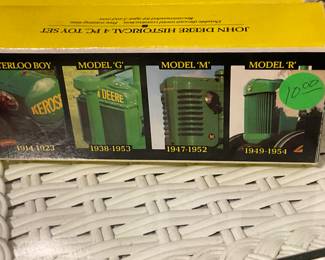 JOHN DEERE HISTORICAL 4 PC. TOY SET
TERLOO BOY MODEL 'G' MODEL 'M' MODEL 'R'
KEROS
DEERE
M
10.00
1914-1923 1938-1953 1947-1952 1949-1954